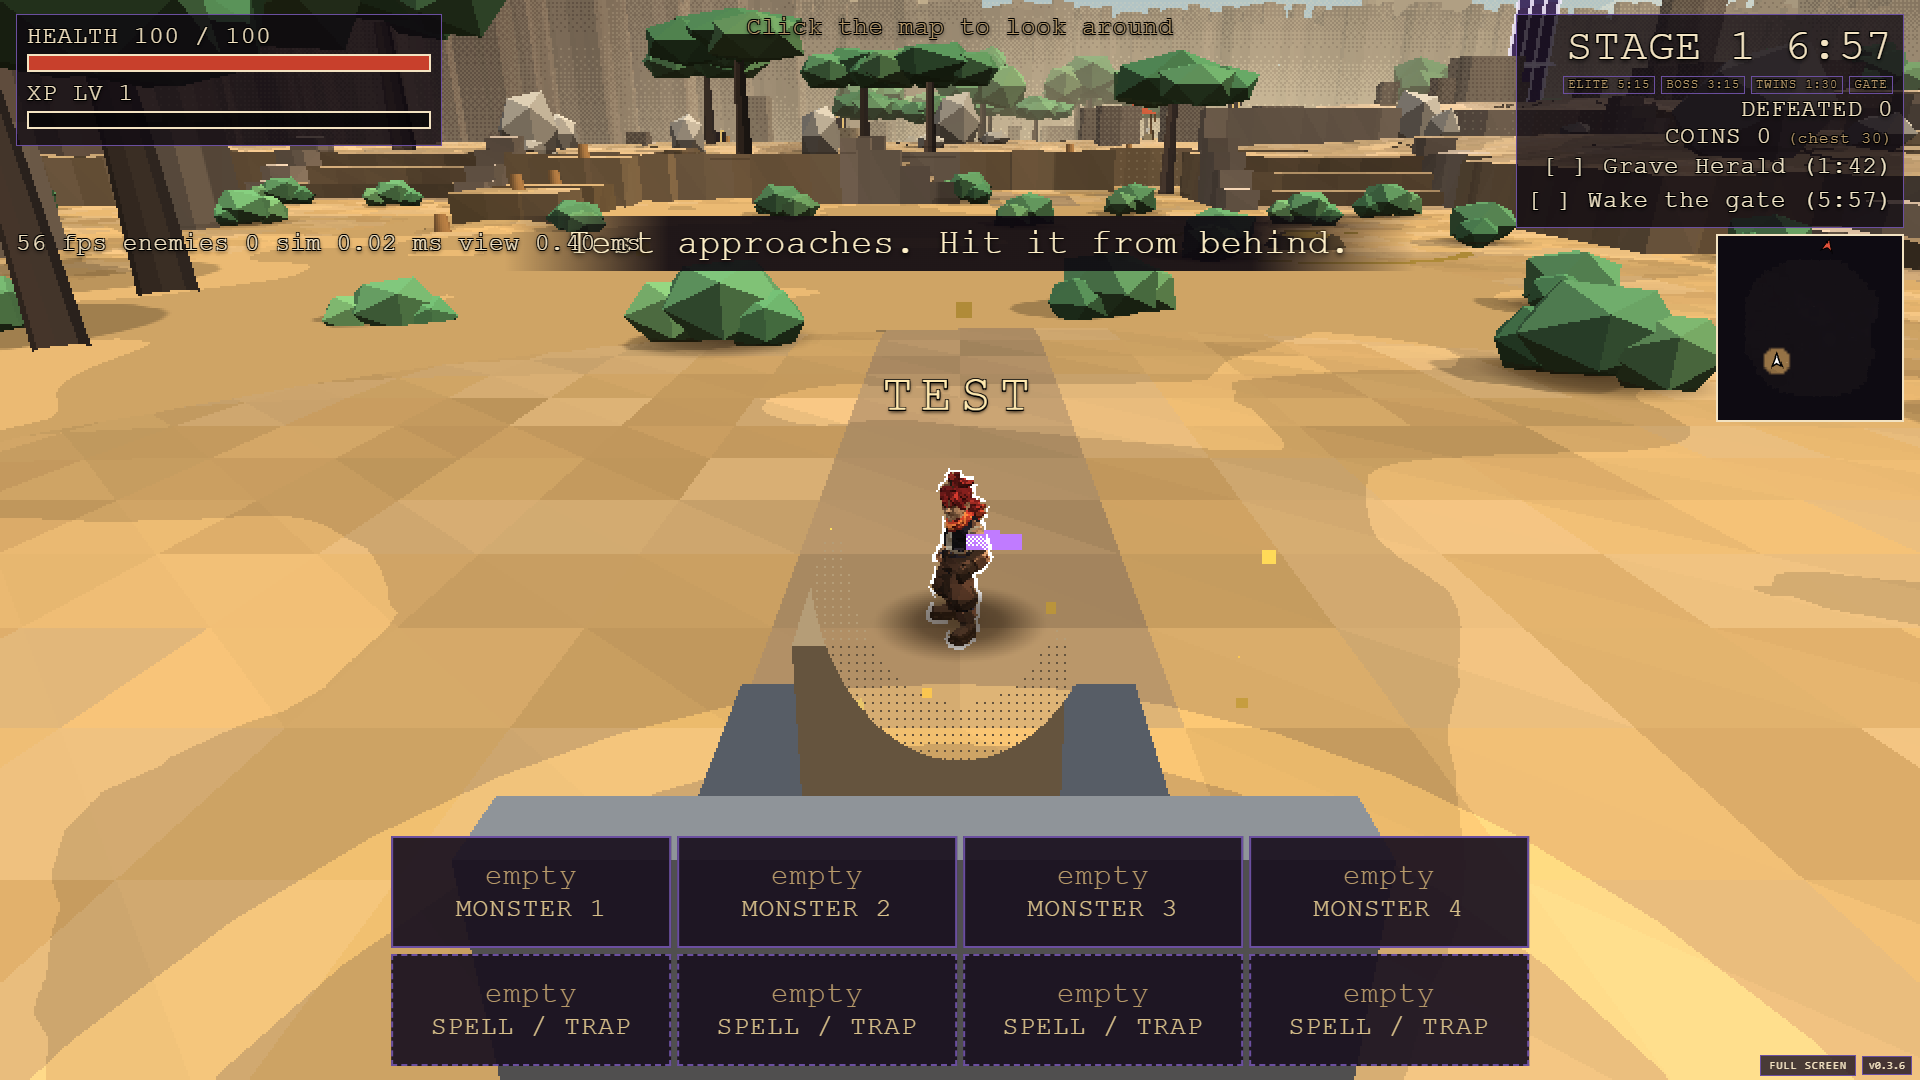 Click the map to look around
HEALTH 100 / 100
XP LV 1
STAGE 1 6:57
ELITE 5:15 BOSS 3:15 TWINS 1:30 GATE
DEFEATED 0
COINS 0 (chest 30)
[ ] Grave Herald (1:42)
[ ] Wake the gate (5:57)
56 fps enemies 0 sim 0.02 ms view 0.40 ms
Test approaches. Hit it from behind.
TEST
empty empty empty empty
MONSTER 1 MONSTER 2 MONSTER 3 MONSTER 4
empty empty empty empty
SPELL / TRAP SPELL / TRAP SPELL / TRAP SPELL / TRAP
FULL SCREEN v0.3.6